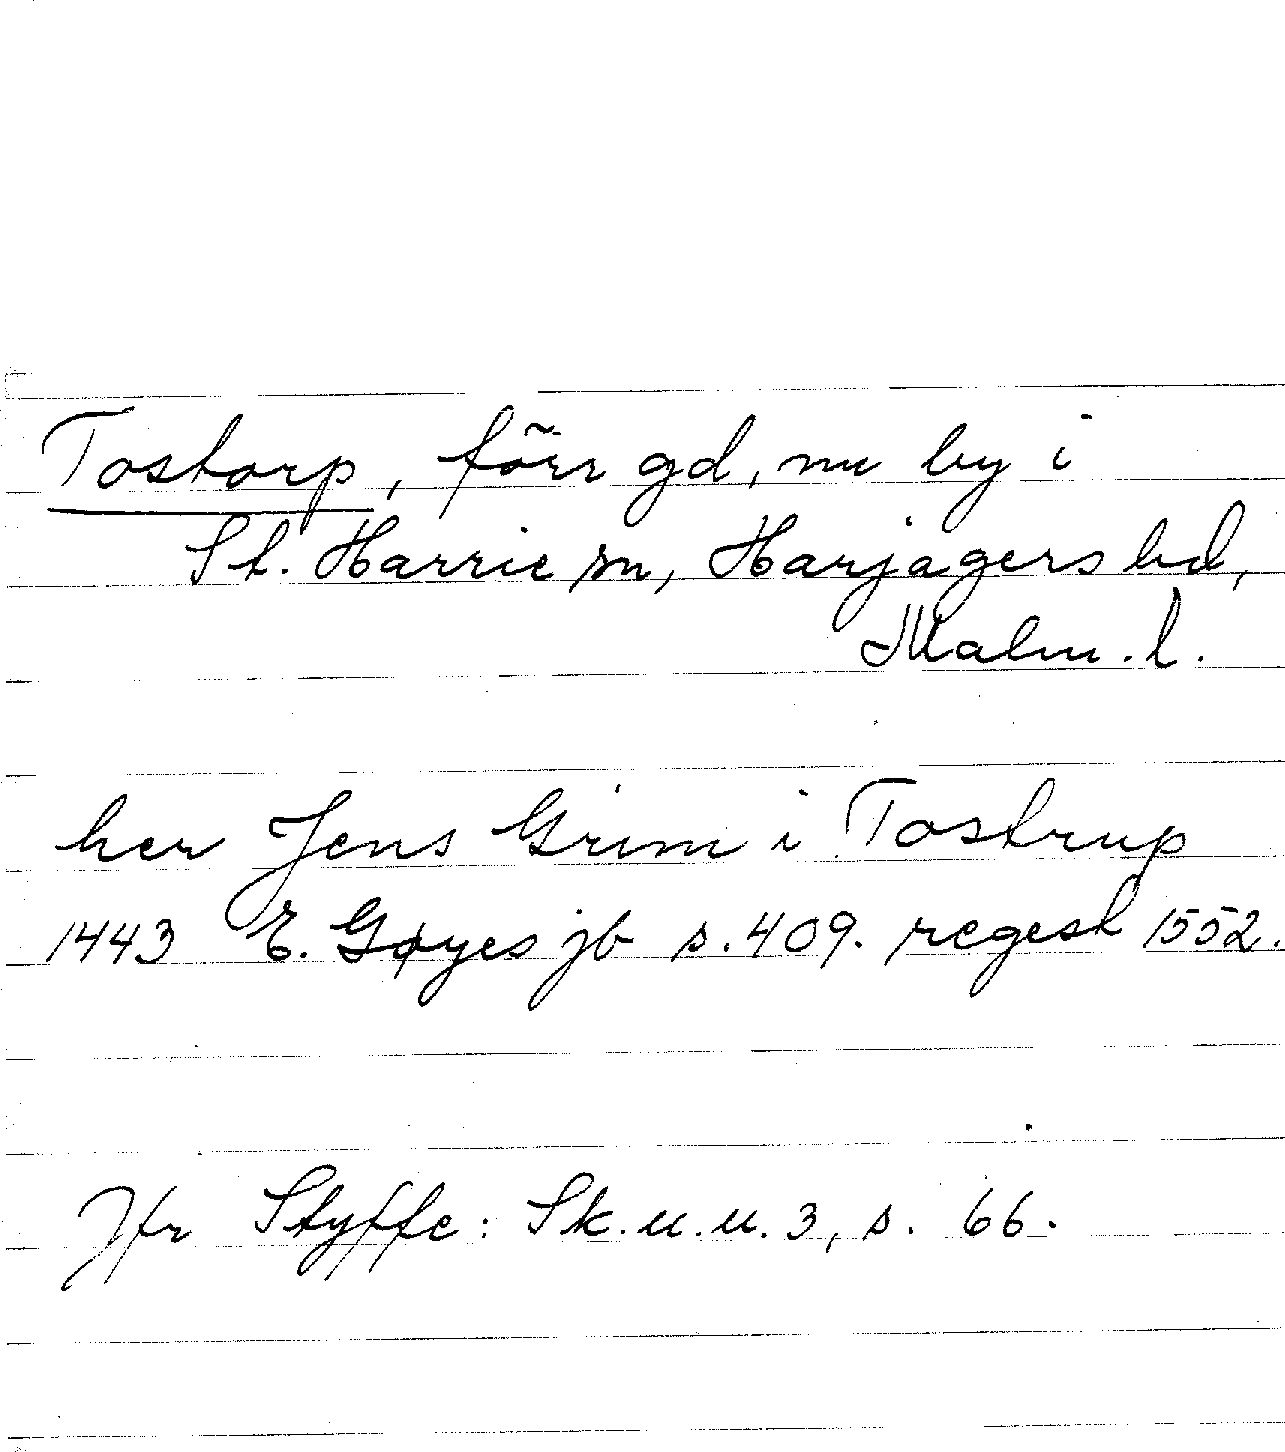 Tostorp, förr gd, nu by i
St. Harrie sn, Harjagers hd,
Malm. l.
her Jens Grim i Tostrup
1443 E. Gøyes jb s. 409. regest 1552.
Jfr Styffe: Sk. u. u. 3, s. 66.